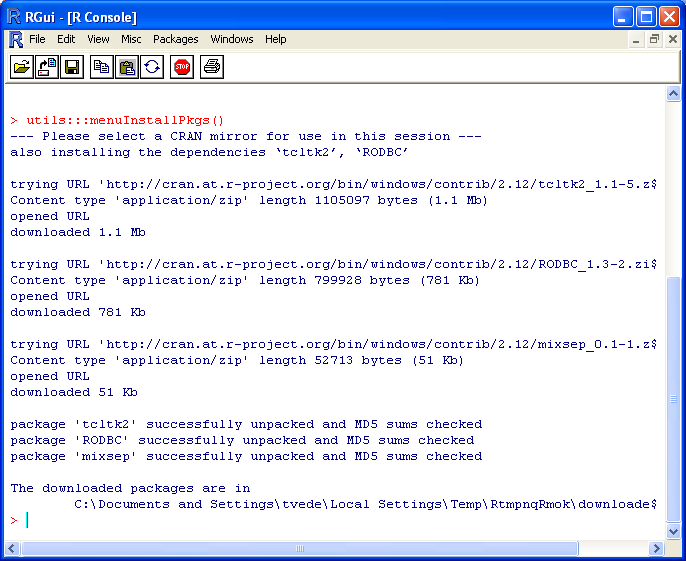 RGui - [R Console]
File Edit View Misc Packages Windows Help
STOP
> utils:::menuInstallPkgs()
--- Please select a CRAN mirror for use in this session ---
also installing the dependencies ‘tcltk2’, ‘RODBC’
trying URL 'http://cran.at.r-project.org/bin/windows/contrib/2.12/tcltk2_1.1-5.z$
Content type 'application/zip' length 1105097 bytes (1.1 Mb)
opened URL
downloaded 1.1 Mb
trying URL 'http://cran.at.r-project.org/bin/windows/contrib/2.12/RODBC_1.3-2.zi$
Content type 'application/zip' length 799928 bytes (781 Kb)
opened URL
downloaded 781 Kb
trying URL 'http://cran.at.r-project.org/bin/windows/contrib/2.12/mixsep_0.1-1.z$
Content type 'application/zip' length 52713 bytes (51 Kb)
opened URL
downloaded 51 Kb
package 'tcltk2' successfully unpacked and MD5 sums checked
package 'RODBC' successfully unpacked and MD5 sums checked
package 'mixsep' successfully unpacked and MD5 sums checked
The downloaded packages are in
C:\Documents and Settings\tvede\Local Settings\Temp\RtmpnqRmok\downloade$
>